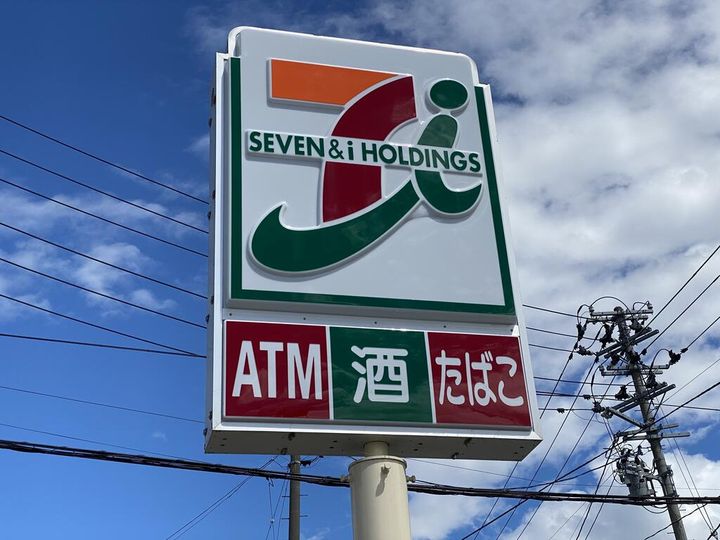 SEVEN & i HOLDINGS
ATM 酒 たばこ